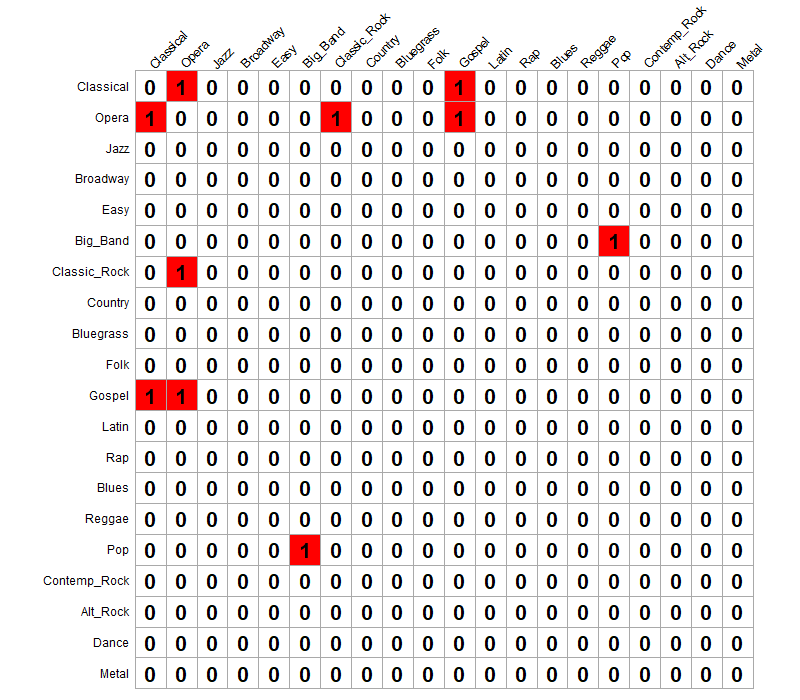 Classical Opera Jazz Broadway Easy Big_Band Classic_Rock Country Bluegrass Folk Gospel Latin Rap Blues Reggae Pop Contemp_Rock Alt_Rock Dance Metal
Classical 0 1 0 0 0 0 0 0 0 0 1 0 0 0 0 0 0 0 0 0
Opera 1 0 0 0 0 0 1 0 0 0 1 0 0 0 0 0 0 0 0 0
Jazz 0 0 0 0 0 0 0 0 0 0 0 0 0 0 0 0 0 0 0 0
Broadway 0 0 0 0 0 0 0 0 0 0 0 0 0 0 0 0 0 0 0 0
Easy 0 0 0 0 0 0 0 0 0 0 0 0 0 0 0 0 0 0 0 0
Big_Band 0 0 0 0 0 0 0 0 0 0 0 0 0 0 0 1 0 0 0 0
Classic_Rock 0 1 0 0 0 0 0 0 0 0 0 0 0 0 0 0 0 0 0 0
Country 0 0 0 0 0 0 0 0 0 0 0 0 0 0 0 0 0 0 0 0
Bluegrass 0 0 0 0 0 0 0 0 0 0 0 0 0 0 0 0 0 0 0 0
Folk 0 0 0 0 0 0 0 0 0 0 0 0 0 0 0 0 0 0 0 0
Gospel 1 1 0 0 0 0 0 0 0 0 0 0 0 0 0 0 0 0 0 0
Latin 0 0 0 0 0 0 0 0 0 0 0 0 0 0 0 0 0 0 0 0
Rap 0 0 0 0 0 0 0 0 0 0 0 0 0 0 0 0 0 0 0 0
Blues 0 0 0 0 0 0 0 0 0 0 0 0 0 0 0 0 0 0 0 0
Reggae 0 0 0 0 0 0 0 0 0 0 0 0 0 0 0 0 0 0 0 0
Pop 0 0 0 0 0 1 0 0 0 0 0 0 0 0 0 0 0 0 0 0
Contemp_Rock 0 0 0 0 0 0 0 0 0 0 0 0 0 0 0 0 0 0 0 0
Alt_Rock 0 0 0 0 0 0 0 0 0 0 0 0 0 0 0 0 0 0 0 0
Dance 0 0 0 0 0 0 0 0 0 0 0 0 0 0 0 0 0 0 0 0
Metal 0 0 0 0 0 0 0 0 0 0 0 0 0 0 0 0 0 0 0 0